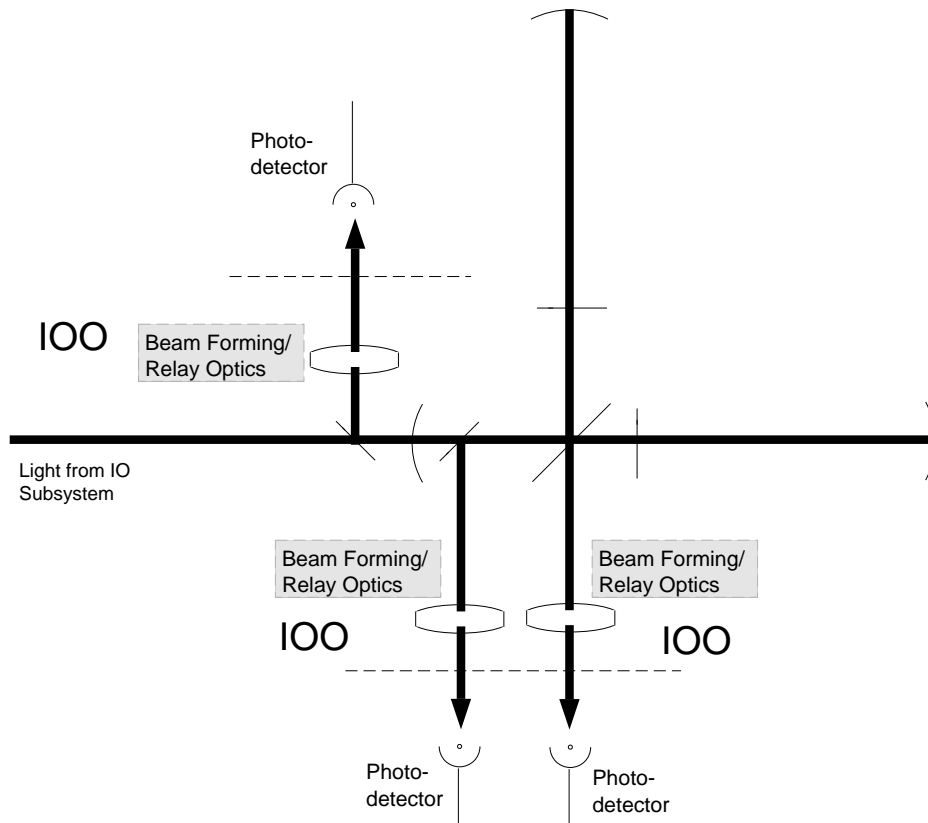 Photo-
detector
IOO
Beam Forming/
Relay Optics
Light from IO
Subsystem
Beam Forming/
Relay Optics
Beam Forming/
Relay Optics
IOO
IOO
Photo-
detector
Photo-
detector